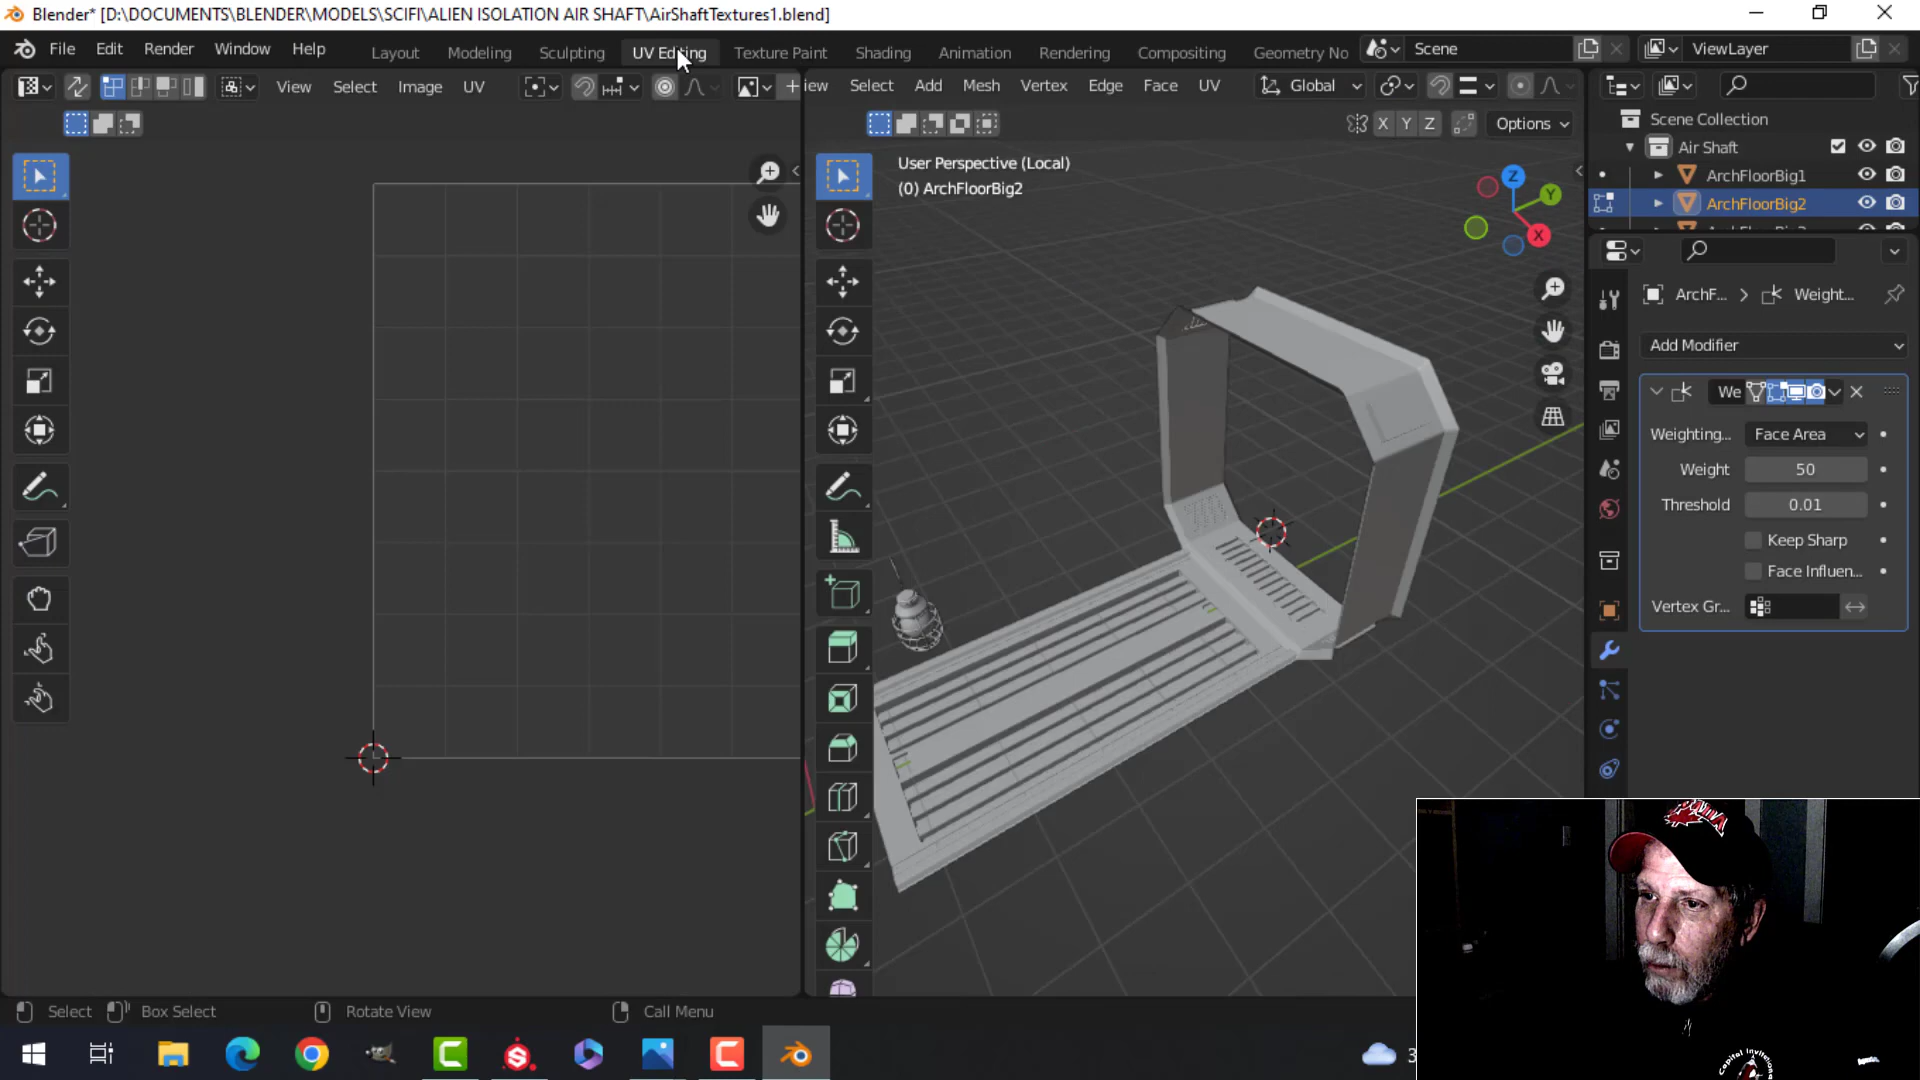 Blender* [D:\DOCUMENTS\BLENDER\MODELS\SCIFI\ALIEN ISOLATION AIR SHAFT\AirShaftTextures1.blend]
File Edit Render Window Help Layout Modeling Sculpting UV Editing Texture Paint Shading Animation Rendering Compositing Geometry No Scene ViewLayer
View Select Image UV iew Select Add Mesh Vertex Edge Face UV Global
X Y Z Options
Scene Collection
Air Shaft
ArchFloorBig1
ArchFloorBig2
User Perspective (Local)
(0) ArchFloorBig2
Z
Y
X
ArchF... Weight...
Add Modifier
We
Weighting... Face Area
Weight 50
Threshold 0.01
Keep Sharp
Face Influen...
Vertex Gr...
Select Box Select Rotate View Call Menu
3